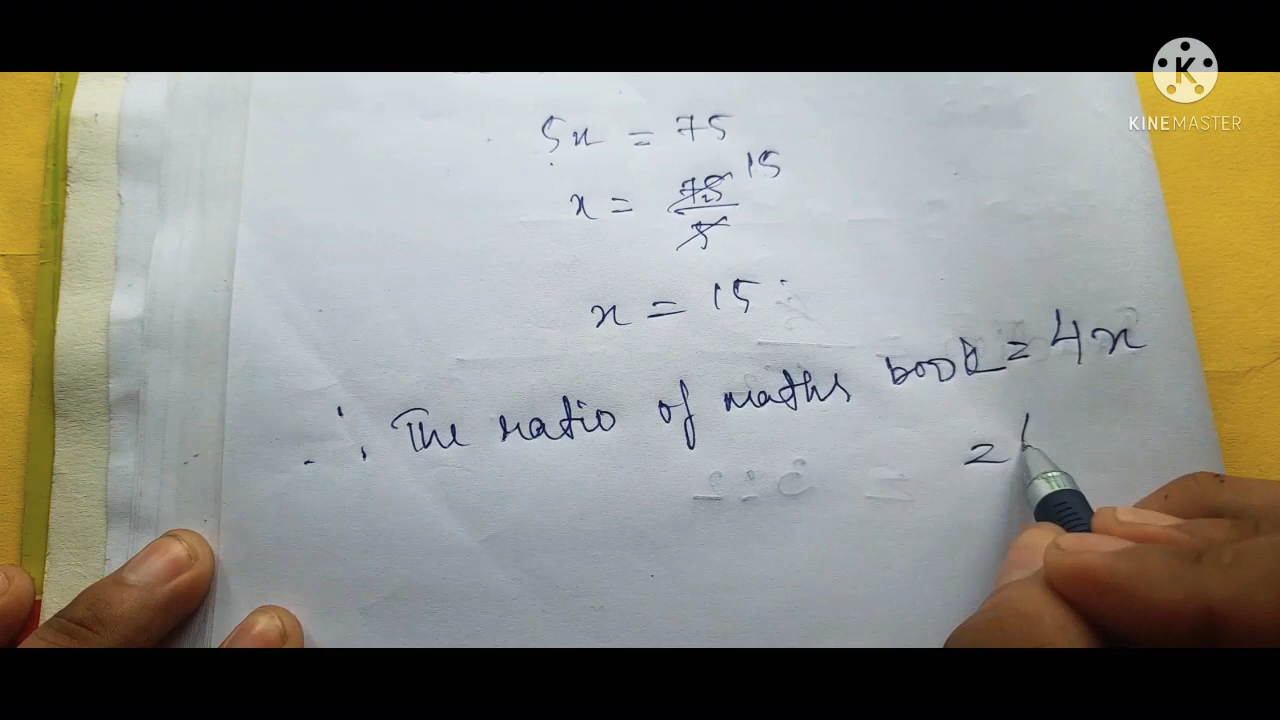 K
KINEMASTER
5x = 75
x = 75/5 15
x = 15
∴ The ratio of maths book = 4x
=